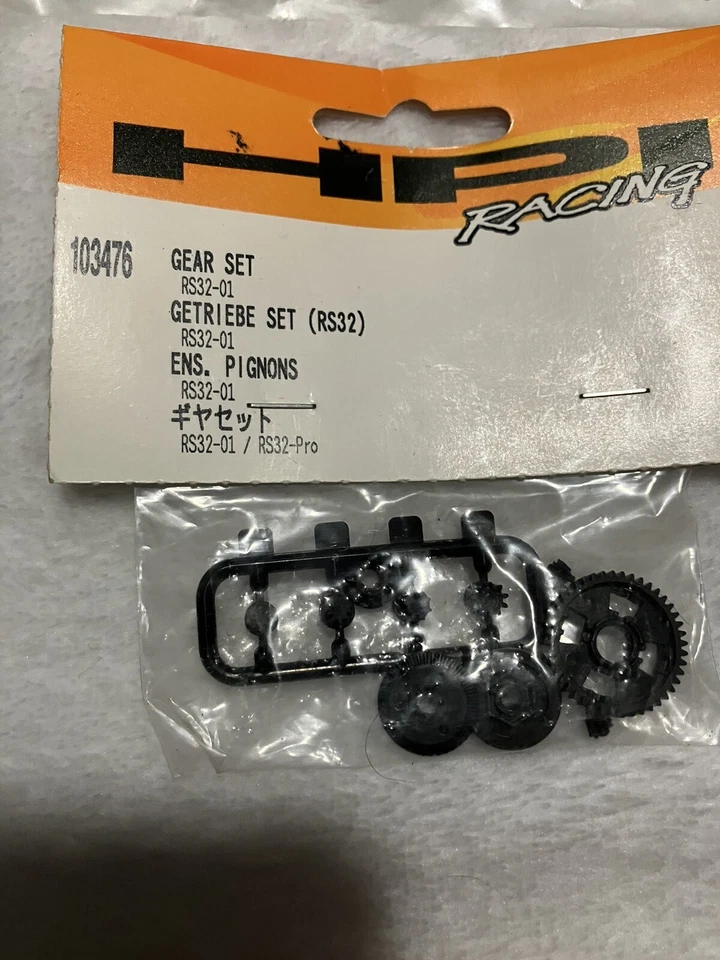 HPI
RACING
103476
GEAR SET
RS32-01
GETRIEBE SET (RS32)
RS32-01
ENS. PIGNONS
RS32-01
ギヤセット
RS32-01 / RS32-Pro